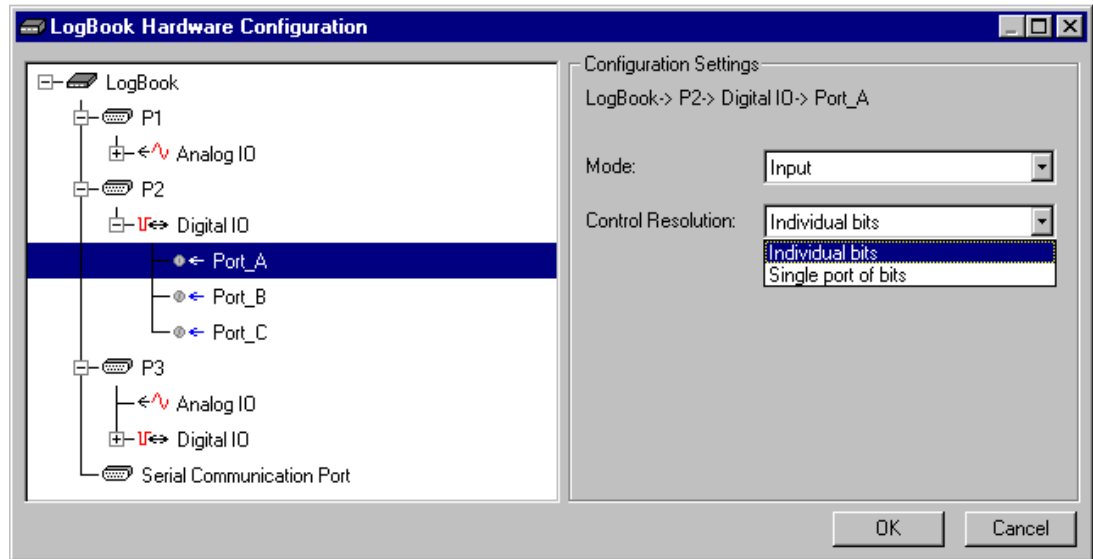 LogBook Hardware Configuration
LogBook
P1
Analog IO
P2
Digital IO
Port_A
Port_B
Port_C
P3
Analog IO
Digital IO
Serial Communication Port
Configuration Settings
LogBook-> P2-> Digital IO-> Port_A
Mode: Input
Control Resolution: Individual bits
Individual bits
Single port of bits
OK Cancel